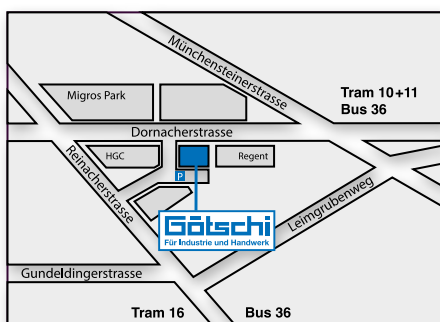 Münchensteinerstrasse
Tram 10+11
Bus 36
Migros Park
Dornacherstrasse
HGC
Regent
P
Reinacherstrasse
Götschi
Für Industrie und Handwerk
Leimgrubenweg
Gundeldingerstrasse
Tram 16
Bus 36